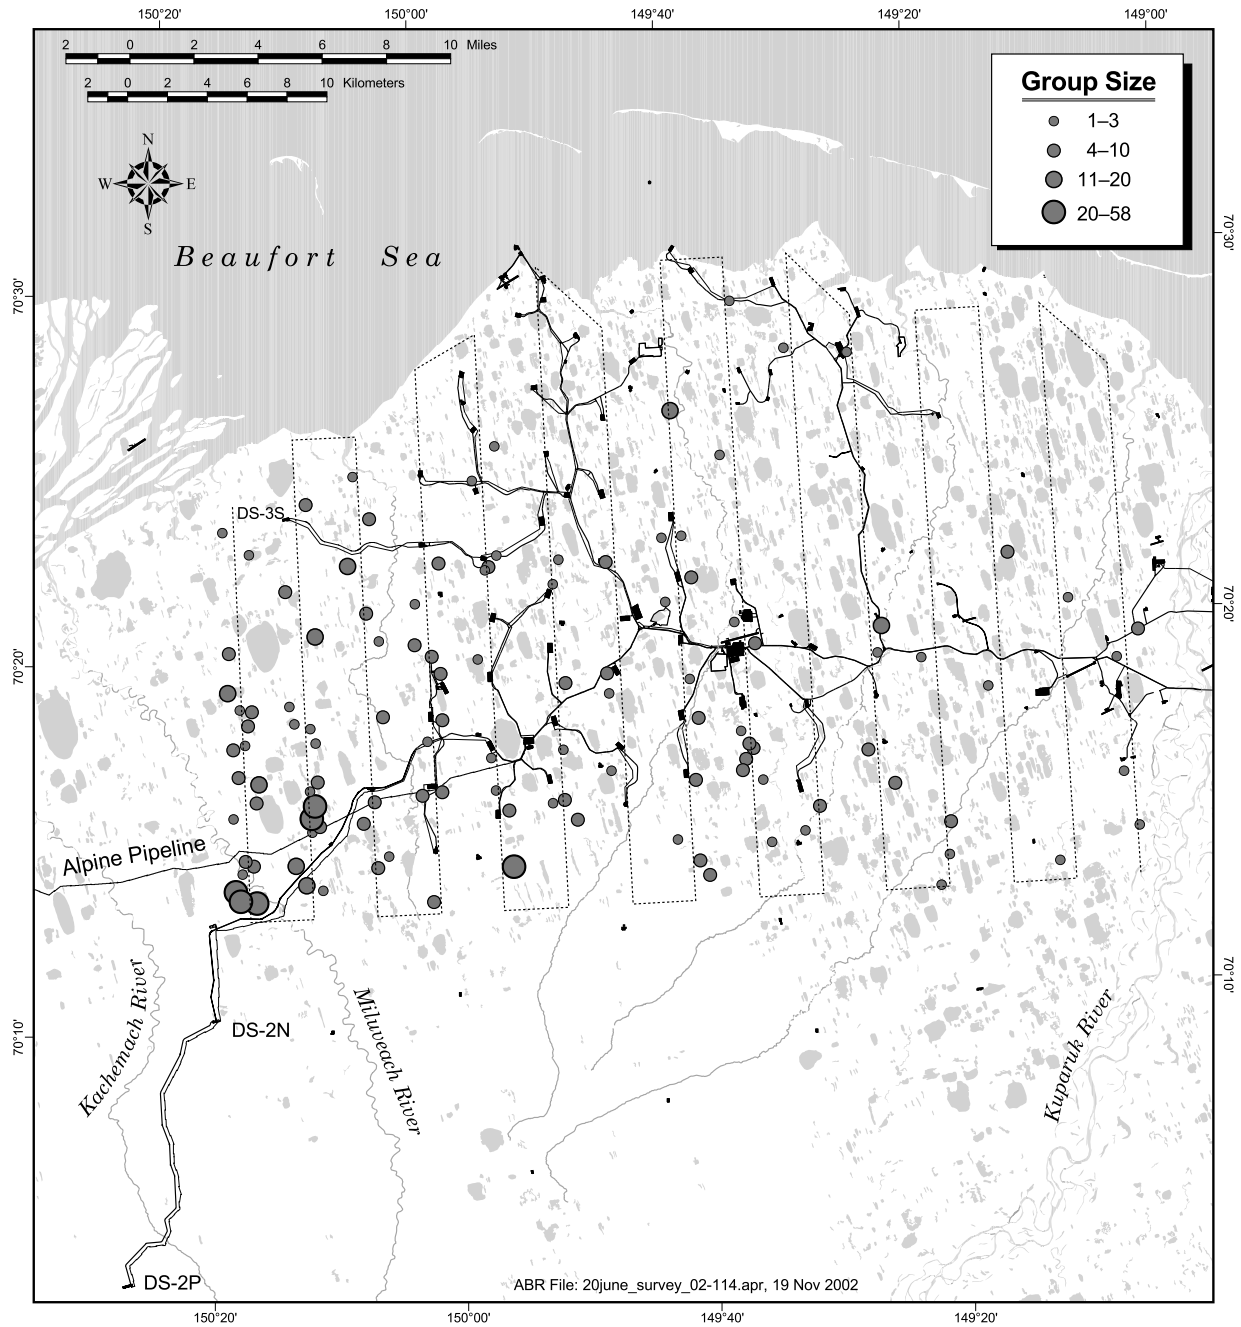 150°20'
150°00'
149°40'
149°20'
149°00'
2 0 2 4 6 8 10 Miles
2 0 2 4 6 8 10 Kilometers
N
W E
S
Group Size
1–3
4–10
11–20
20–58
Beaufort Sea
70°30'
70°30'
DS-3S
70°20'
70°20'
Alpine Pipeline
70°10'
70°10'
Kachemach River
Miluveach River
Kuparuk River
DS-2N
DS-2P
ABR File: 20june_survey_02-114.apr, 19 Nov 2002
150°20'
150°00'
149°40'
149°20'